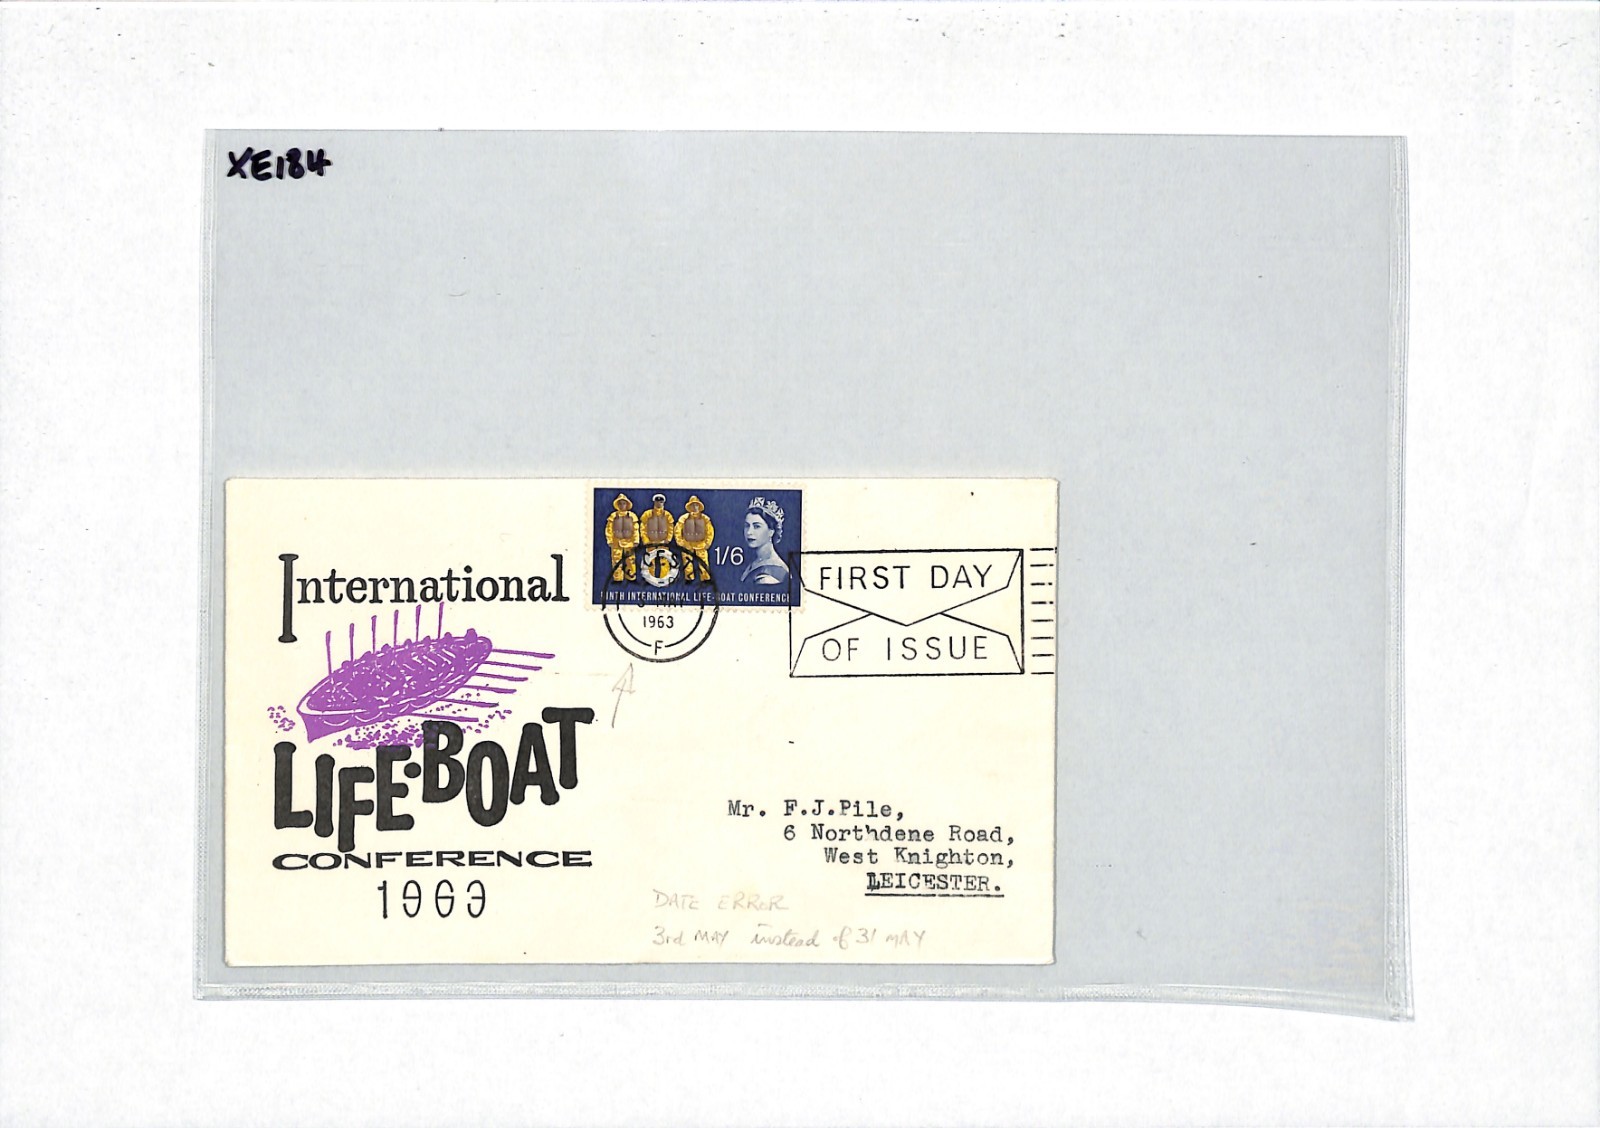 XE184
International
LIFE·BOAT
CONFERENCE
1963
1/6
NINTH INTERNATIONAL LIFE-BOAT CONFERENCE
MAY
1963
F
FIRST DAY
OF ISSUE
Mr. F.J.Pile,
6 Northdene Road,
West Knighton,
LEICESTER.
DATE ERROR
3rd MAY instead of 31 MAY